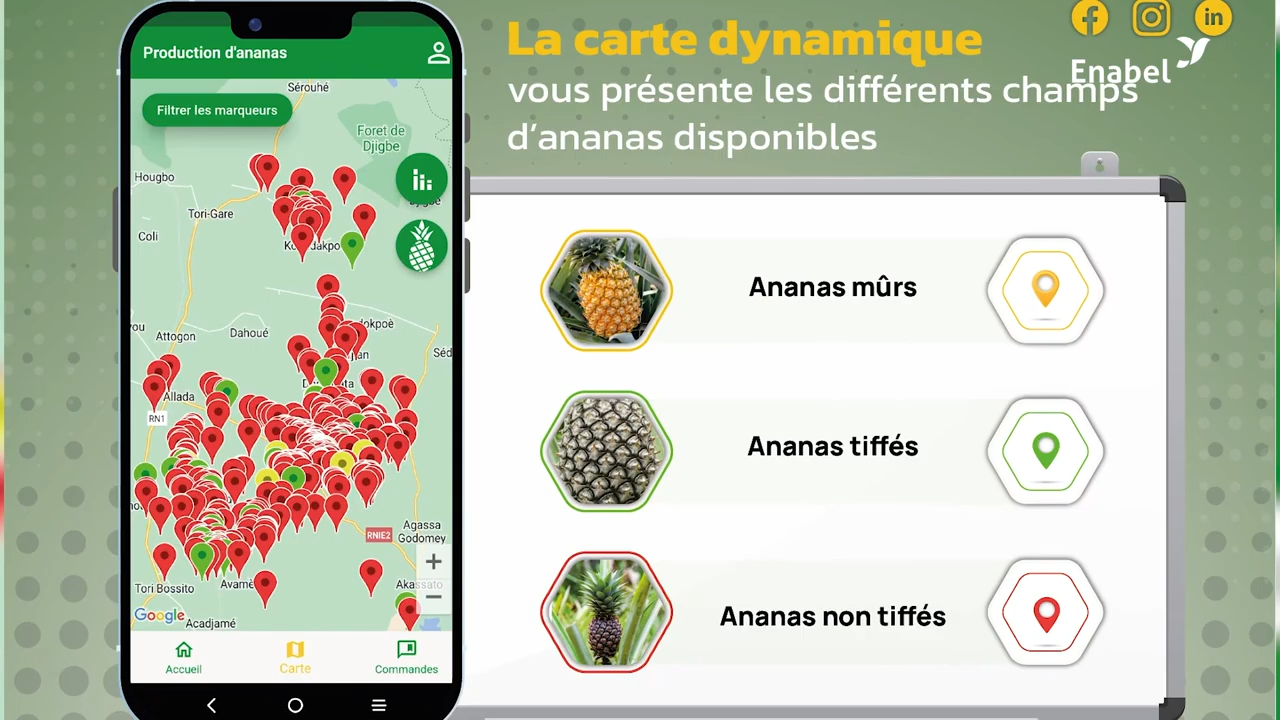 Production d'ananas
Filtrer les marqueurs
Sérouhé
Foret de
Djigbe
Hougbo
Tori-Gare
Coli
Attogon
Dahoué
Allada
RN1
RNIE2
Agassa
Godomey
Tori Bossito
Avamè
Akassato
Google
Acadjamé
Accueil
Carte
Commandes
La carte dynamique
vous présente les différents champs
d'ananas disponibles
in
Enabel
Ananas mûrs
Ananas tiffés
Ananas non tiffés